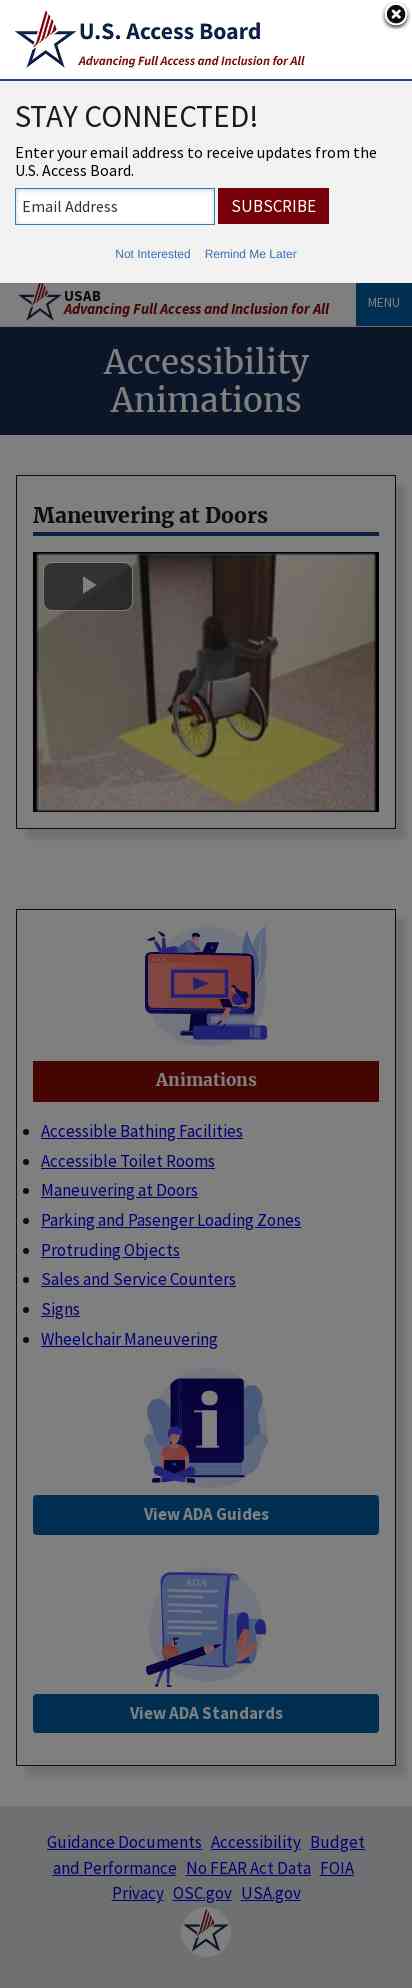 U.S. Access Board
Advancing Full Access and Inclusion for All
STAY CONNECTED!
Enter your email address to receive updates from the
U.S. Access Board.
Email Address
SUBSCRIBE
Not Interested Remind Me Later
USAB
Advancing Full Access and Inclusion for All
MENU
Accessibility
Animations
Maneuvering at Doors
Animations
Accessible Bathing Facilities
Accessible Toilet Rooms
Maneuvering at Doors
Parking and Pasenger Loading Zones
Protruding Objects
Sales and Service Counters
Signs
Wheelchair Maneuvering
i
View ADA Guides
ADA
View ADA Standards
Guidance Documents Accessibility Budget
and Performance No FEAR Act Data FOIA
Privacy OSC.gov USA.gov